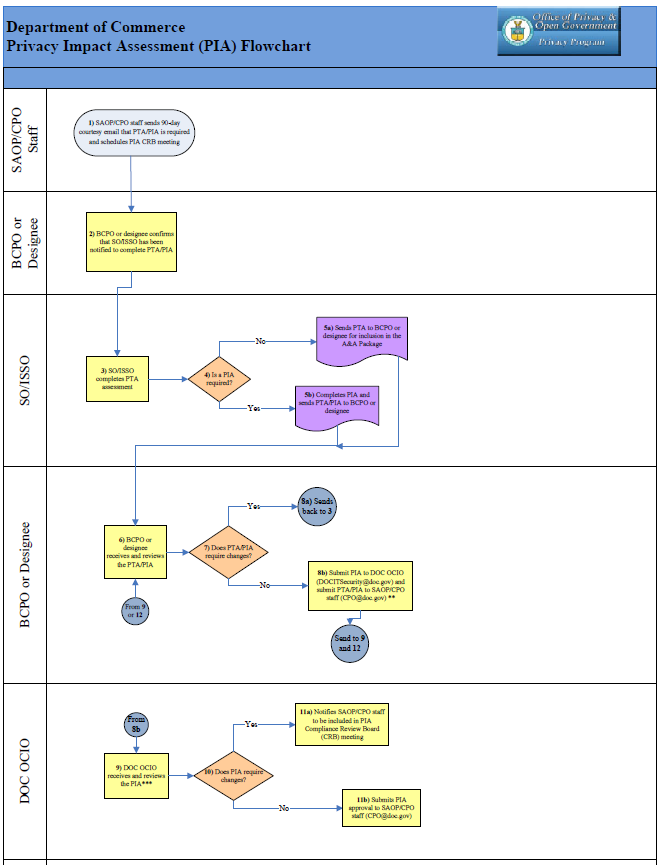 Department of Commerce
Privacy Impact Assessment (PIA) Flowchart
Office of Privacy &
Open Government
Privacy Program
SAOP/CPO
Staff
1) SAOP/CPO staff sends 90-day
courtesy email that PTA/PIA is required
and schedules PIA CRB meeting
BCPO or
Designee
2) BCPO or designee confirms
that SO/ISSO has been
notified to complete PTA/PIA
SO/ISSO
3) SO/ISSO
completes PTA
assessment
4) Is a PIA
required?
No
5a) Sends PTA to BCPO or
designee for inclusion in the
A&A Package
Yes
5b) Completes PIA and
sends PTA/PIA to BCPO or
designee
BCPO or Designee
6) BCPO or
designee
receives and reviews
the PTA/PIA
From 9
or 12
7) Does PTA/PIA
require changes?
Yes
8a) Sends
back to 3
No
8b) Submit PIA to DOC OCIO
(DOCITSecurity@doc.gov) and
submit PTA/PIA to SAOP/CPO
staff (CPO@doc.gov) **
Send to 9
and 12
DOC OCIO
From
8b
9) DOC OCIO
receives and reviews
the PIA***
10) Does PIA require
changes?
Yes
11a) Notifies SAOP/CPO staff
to be included in PIA
Compliance Review Board
(CRB) meeting
No
11b) Submits PIA
approval to SAOP/CPO
staff (CPO@doc.gov)